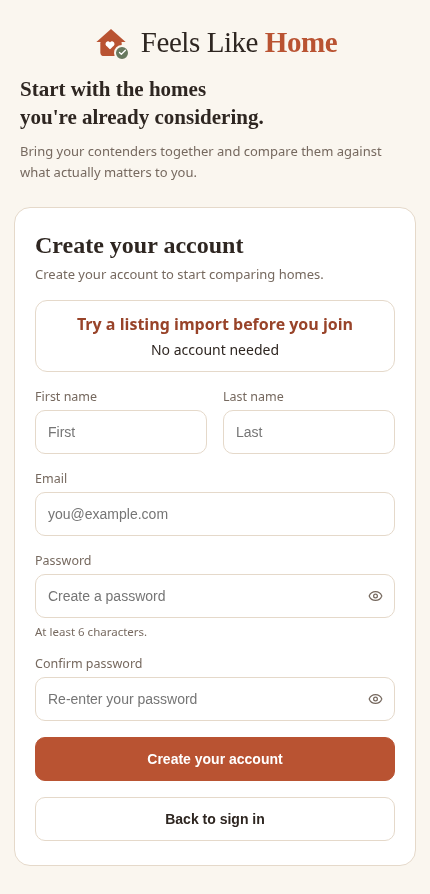 Feels Like Home
Start with the homes
you're already considering.
Bring your contenders together and compare them against
what actually matters to you.
Create your account
Create your account to start comparing homes.
Try a listing import before you join
No account needed
First name
Last name
First
Last
Email
you@example.com
Password
Create a password
At least 6 characters.
Confirm password
Re-enter your password
Create your account
Back to sign in